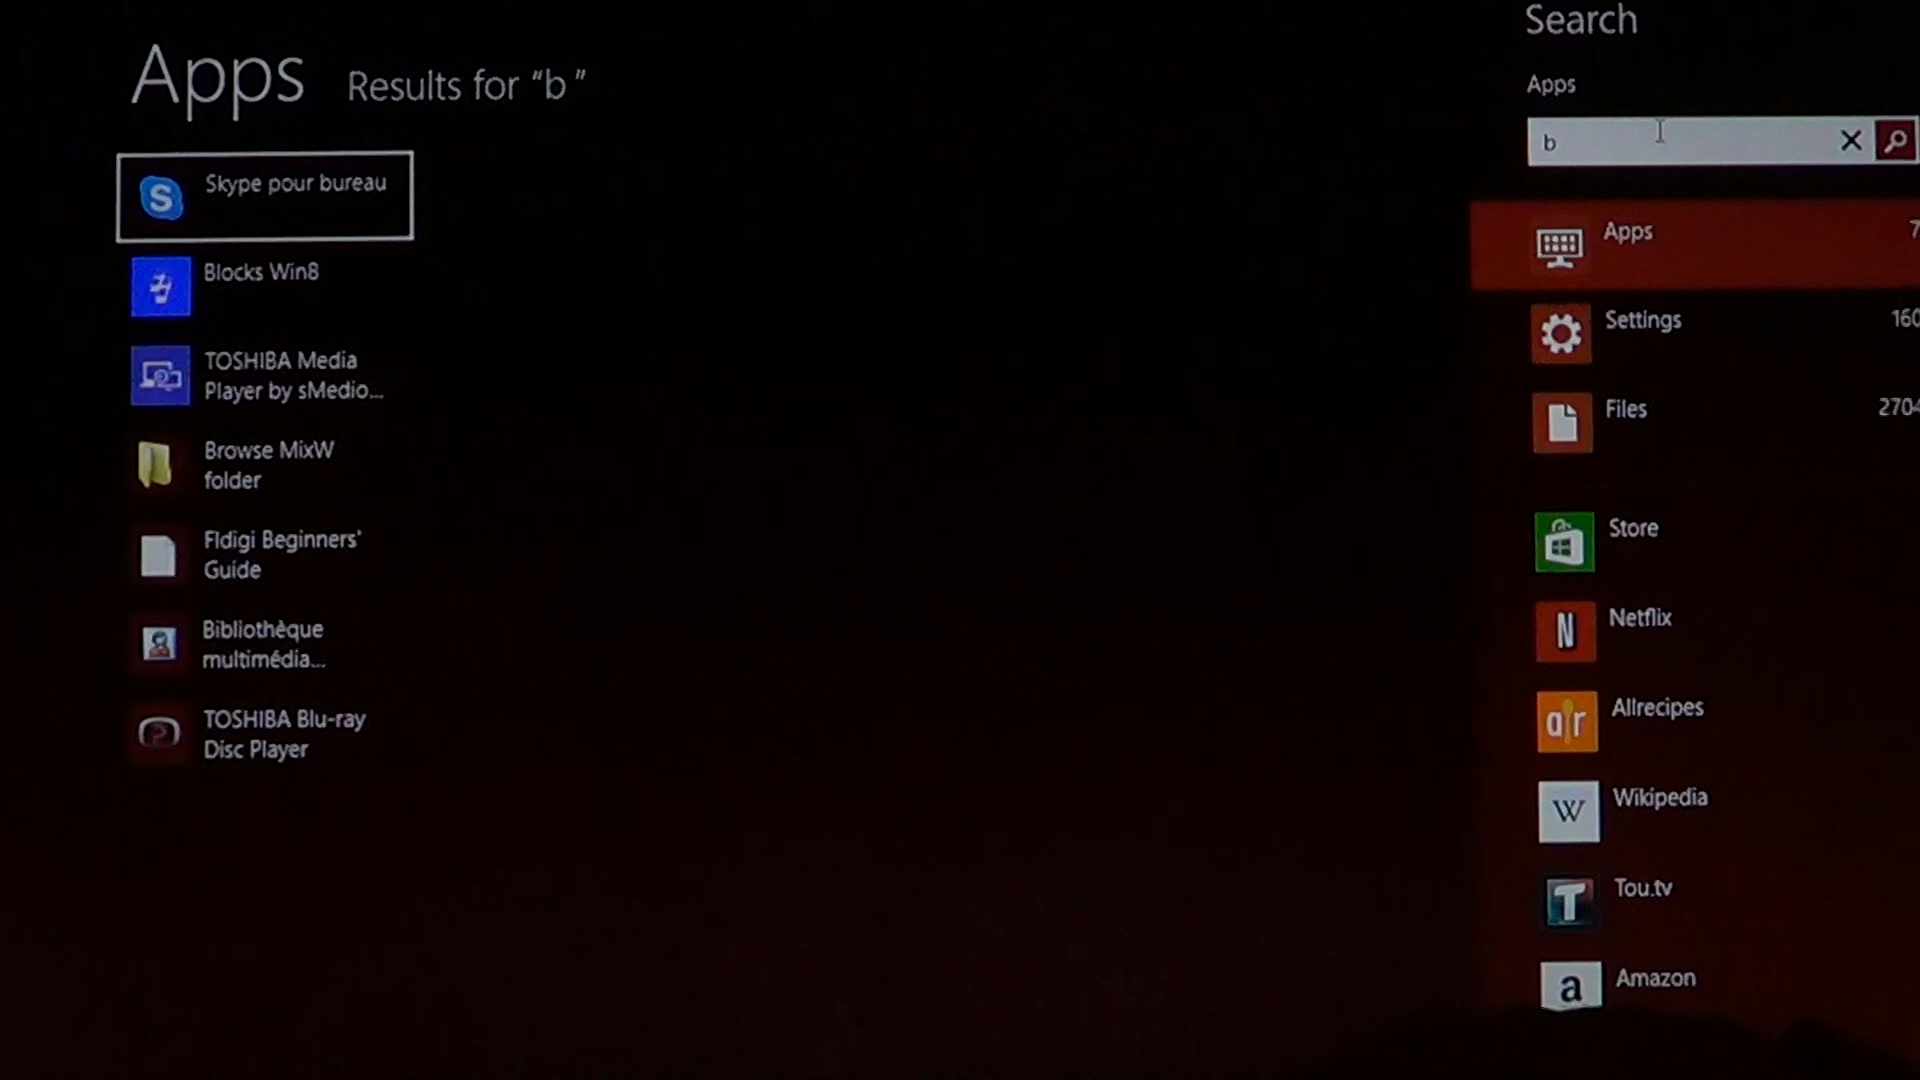 Apps Results for “b ”
Skype pour bureau
Blocks Win8
TOSHIBA Media
Player by sMedio...
Browse MixW
folder
Fldigi Beginners'
Guide
Bibliothèque
multimédia...
TOSHIBA Blu-ray
Disc Player
Search
Apps
b
Apps 7
Settings 160
Files 2704
Store
Netflix
Allrecipes
Wikipedia
Tou.tv
Amazon